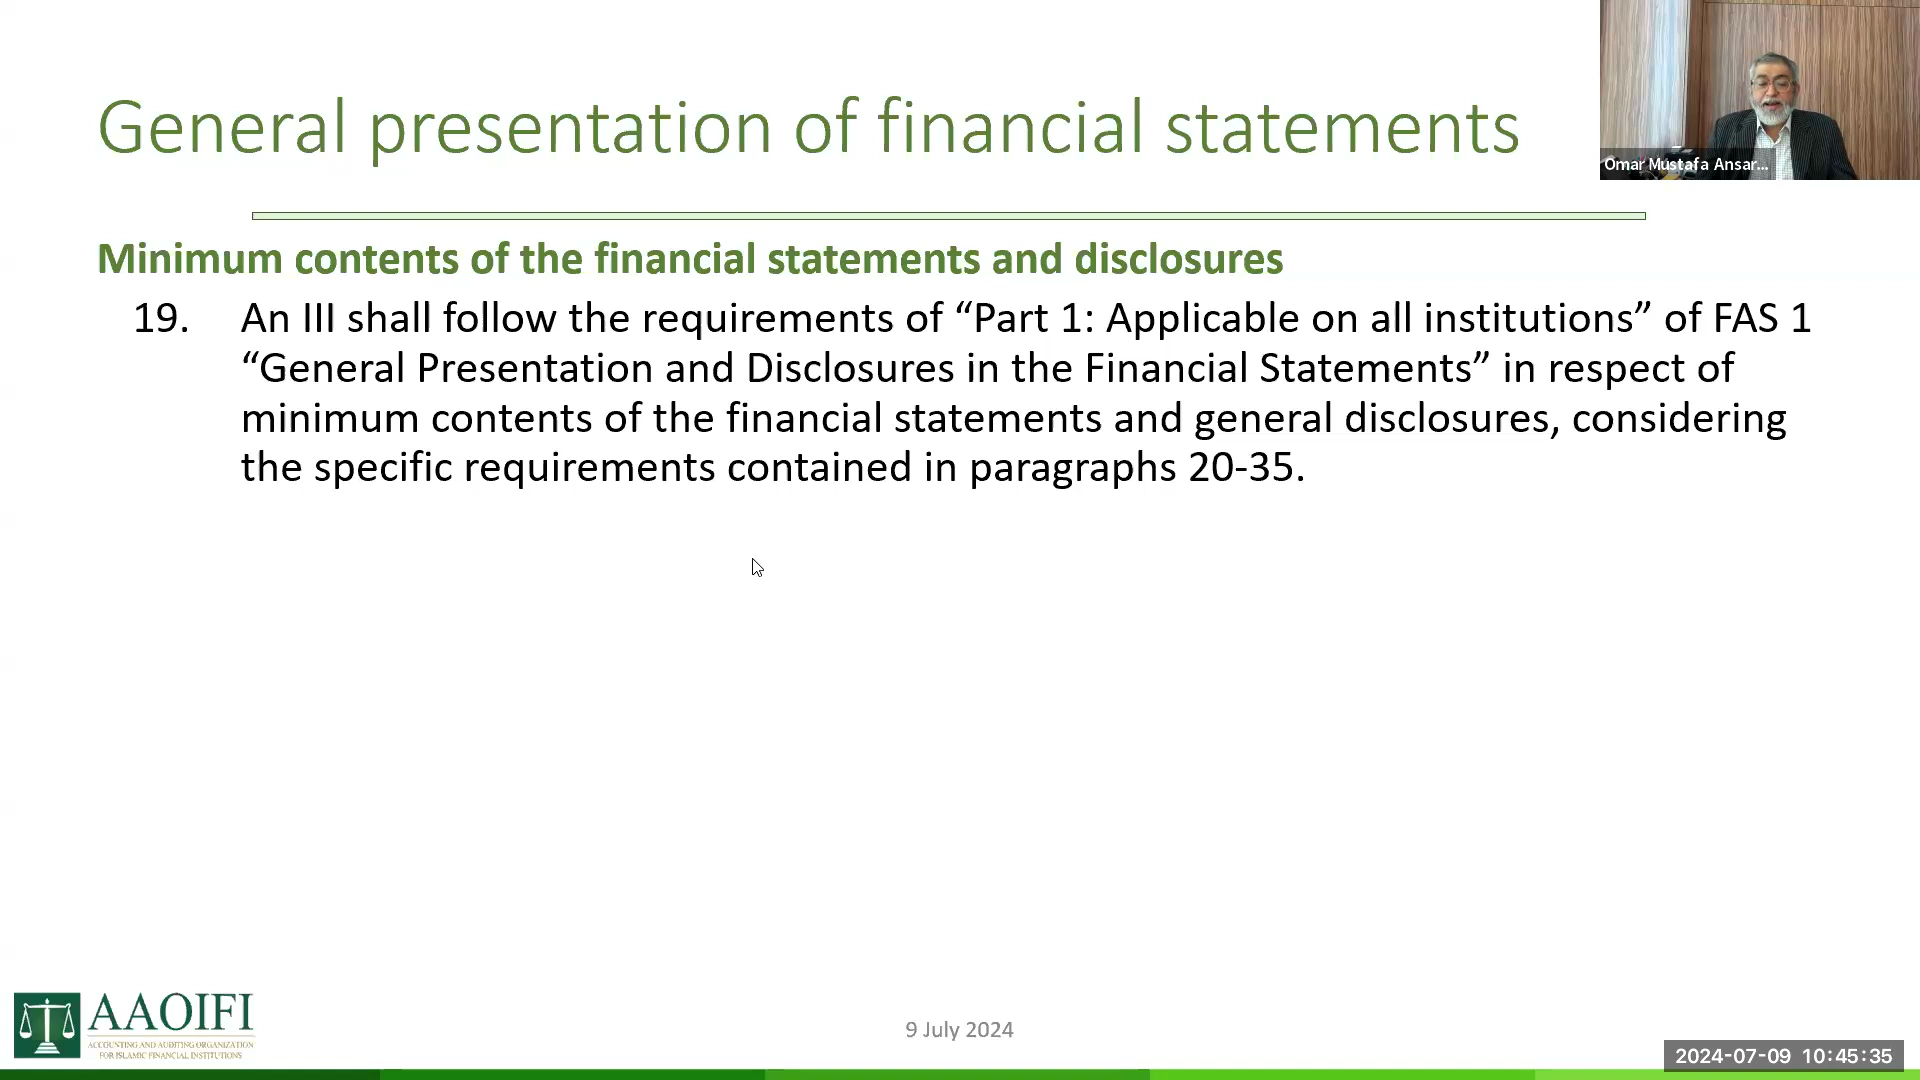 General presentation of financial statements
Omar Mustafa Ansar...
Minimum contents of the financial statements and disclosures
19. An III shall follow the requirements of “Part 1: Applicable on all institutions” of FAS 1
“General Presentation and Disclosures in the Financial Statements” in respect of
minimum contents of the financial statements and general disclosures, considering
the specific requirements contained in paragraphs 20-35.
AAOIFI
ACCOUNTING AND AUDITING ORGANIZATION
FOR ISLAMIC FINANCIAL INSTITUTIONS
9 July 2024
2024-07-09 10:45:35